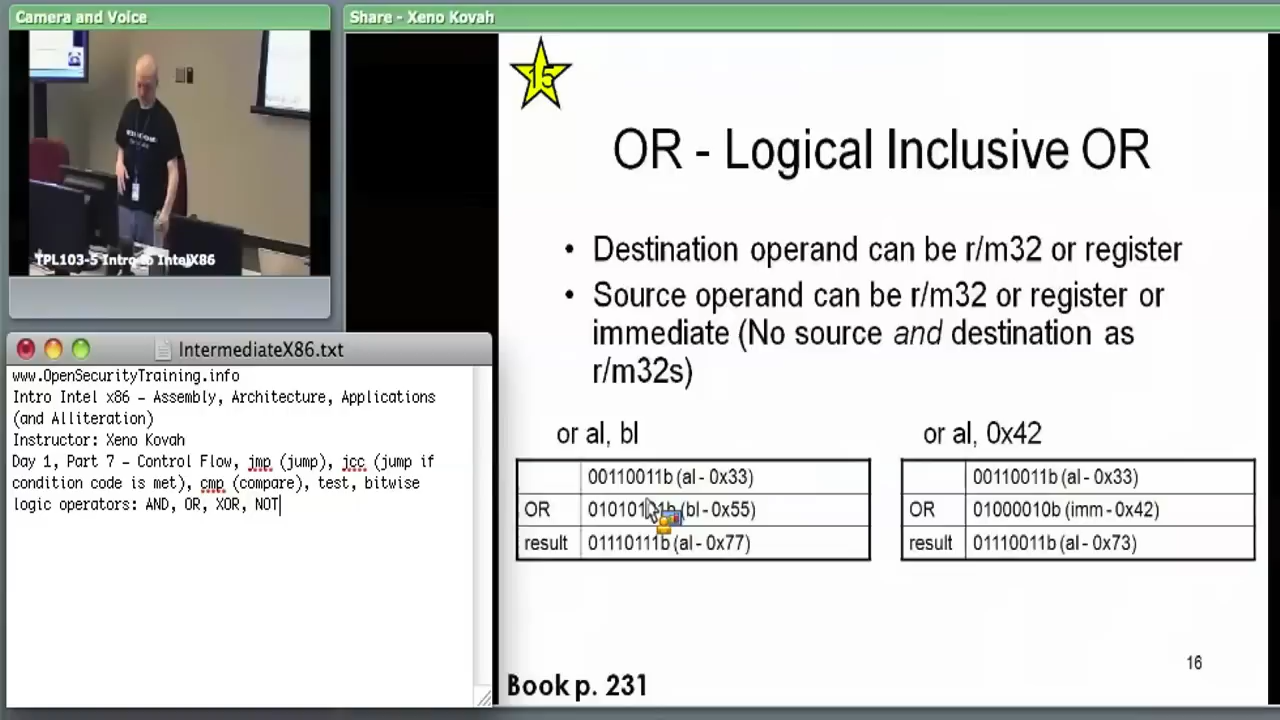 Camera and Voice
TPL103-5 Intro to IntelX86
IntermediateX86.txt
www.OpenSecurityTraining.info
Intro Intel x86 – Assembly, Architecture, Applications
(and Alliteration)
Instructor: Xeno Kovah
Day 1, Part 7 – Control Flow, jmp (jump), jcc (jump if
condition code is met), cmp (compare), test, bitwise
logic operators: AND, OR, XOR, NOT
Share - Xeno Kovah
15
OR - Logical Inclusive OR
• Destination operand can be r/m32 or register
• Source operand can be r/m32 or register or
immediate (No source and destination as
r/m32s)
or al, bl
00110011b (al - 0x33)
OR 01010101b (bl - 0x55)
result 01110111b (al - 0x77)
or al, 0x42
00110011b (al - 0x33)
OR 01000010b (imm - 0x42)
result 01110011b (al - 0x73)
16
Book p. 231